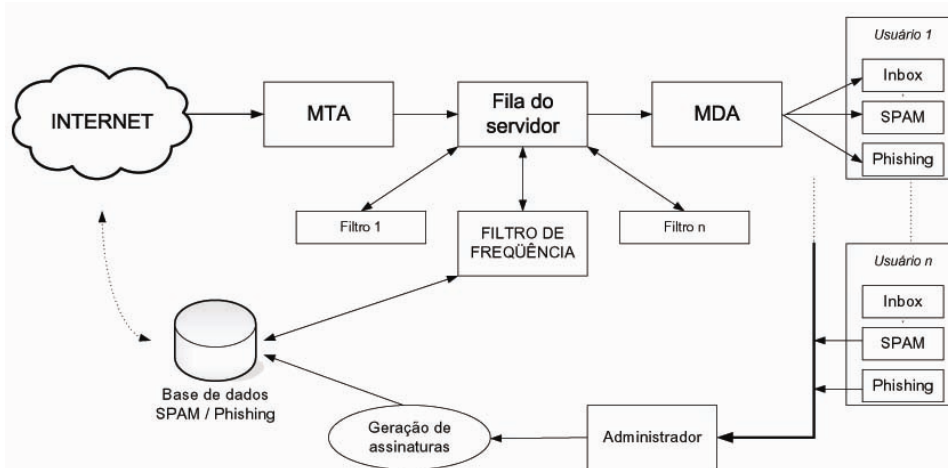 Usuário 1
Inbox
SPAM
Phishing
INTERNET
MTA
Fila do
servidor
MDA
Filtro 1
FILTRO DE
FREQÜÊNCIA
Filtro n
Usuário n
Inbox
SPAM
Phishing
Base de dados
SPAM / Phishing
Geração de
assinaturas
Administrador